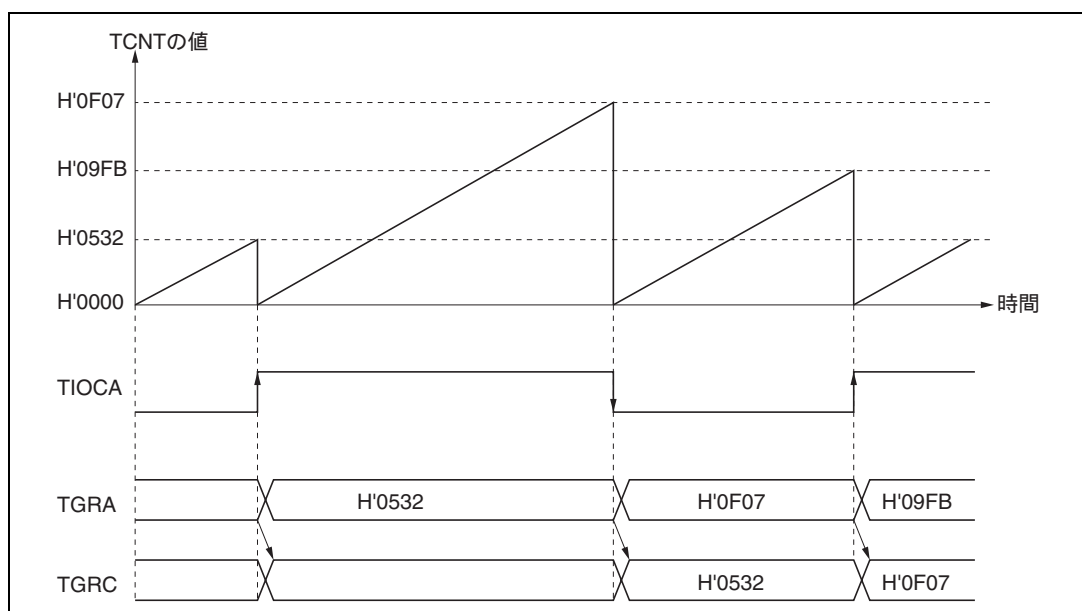 TCNTの値
H'0F07
H'09FB
H'0532
H'0000
時間
TIOCA
TGRA
H'0532
H'0F07
H'09FB
TGRC
H'0532
H'0F07